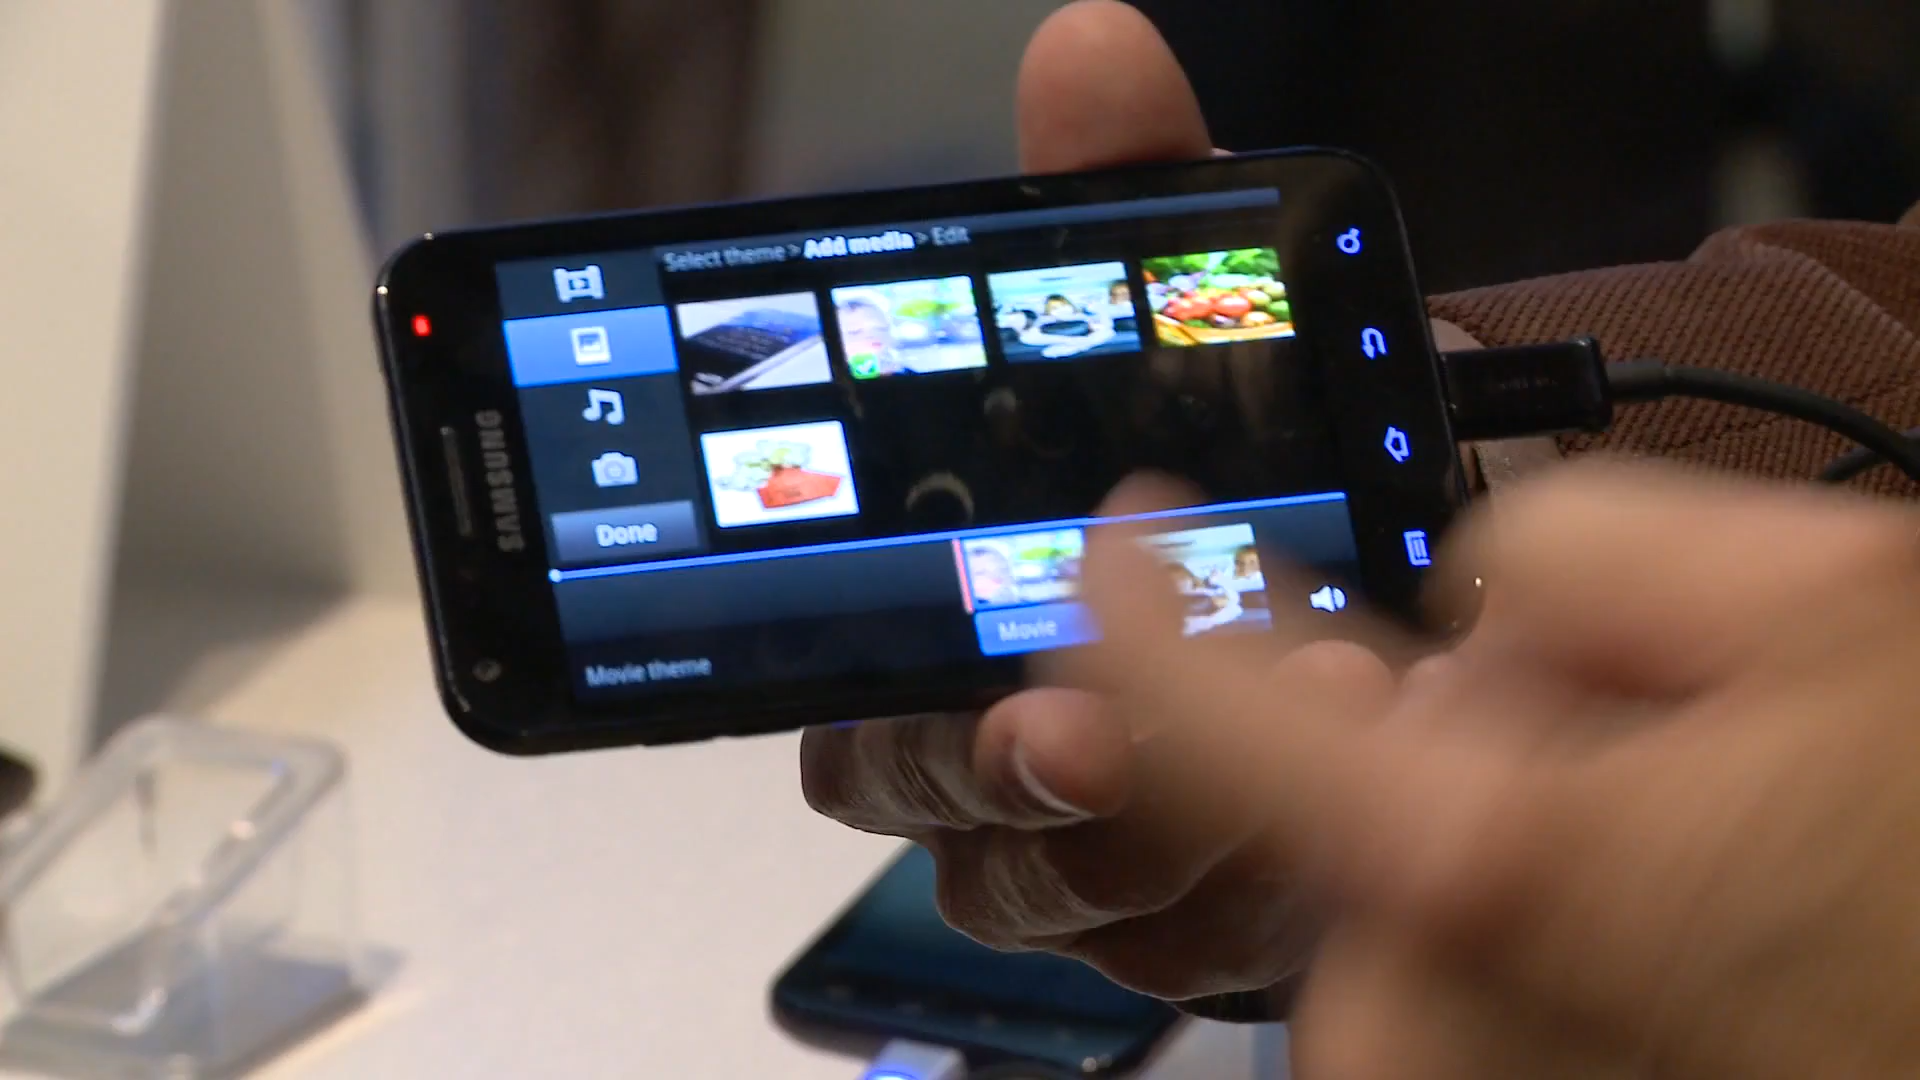 Select theme > Add media > Edit
SAMSUNG
Done
Movie
Movie theme